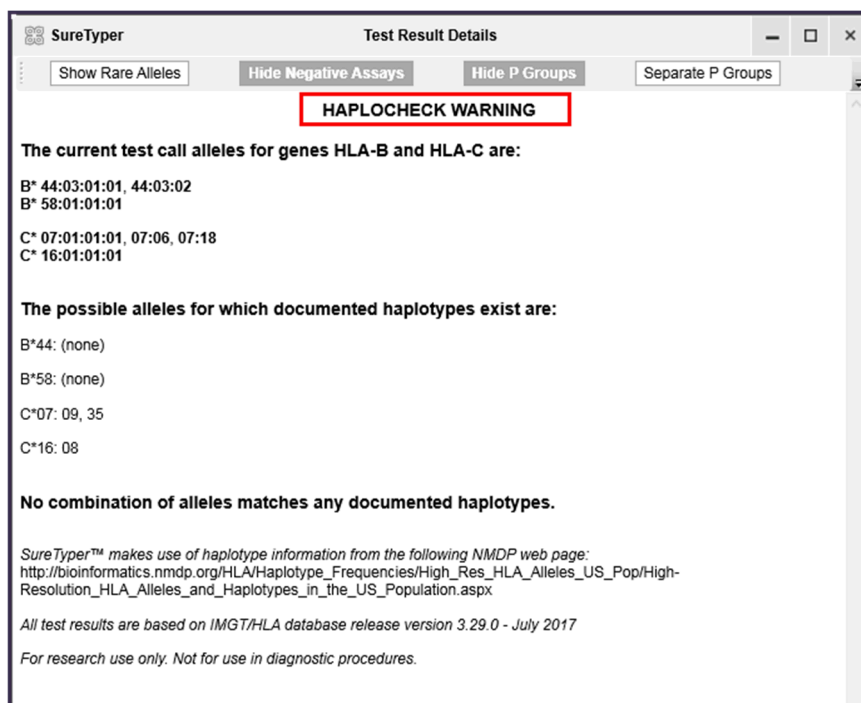 SureTyper
Test Result Details
Show Rare Alleles
Hide Negative Assays
Hide P Groups
Separate P Groups
HAPLOCHECK WARNING
The current test call alleles for genes HLA-B and HLA-C are:
B* 44:03:01:01, 44:03:02
B* 58:01:01:01
C* 07:01:01:01, 07:06, 07:18
C* 16:01:01:01
The possible alleles for which documented haplotypes exist are:
B*44: (none)
B*58: (none)
C*07: 09, 35
C*16: 08
No combination of alleles matches any documented haplotypes.
SureTyper™ makes use of haplotype information from the following NMDP web page:
http://bioinformatics.nmdp.org/HLA/Haplotype_Frequencies/High_Res_HLA_Alleles_US_Pop/High-
Resolution_HLA_Alleles_and_Haplotypes_in_the_US_Population.aspx
All test results are based on IMGT/HLA database release version 3.29.0 - July 2017
For research use only. Not for use in diagnostic procedures.